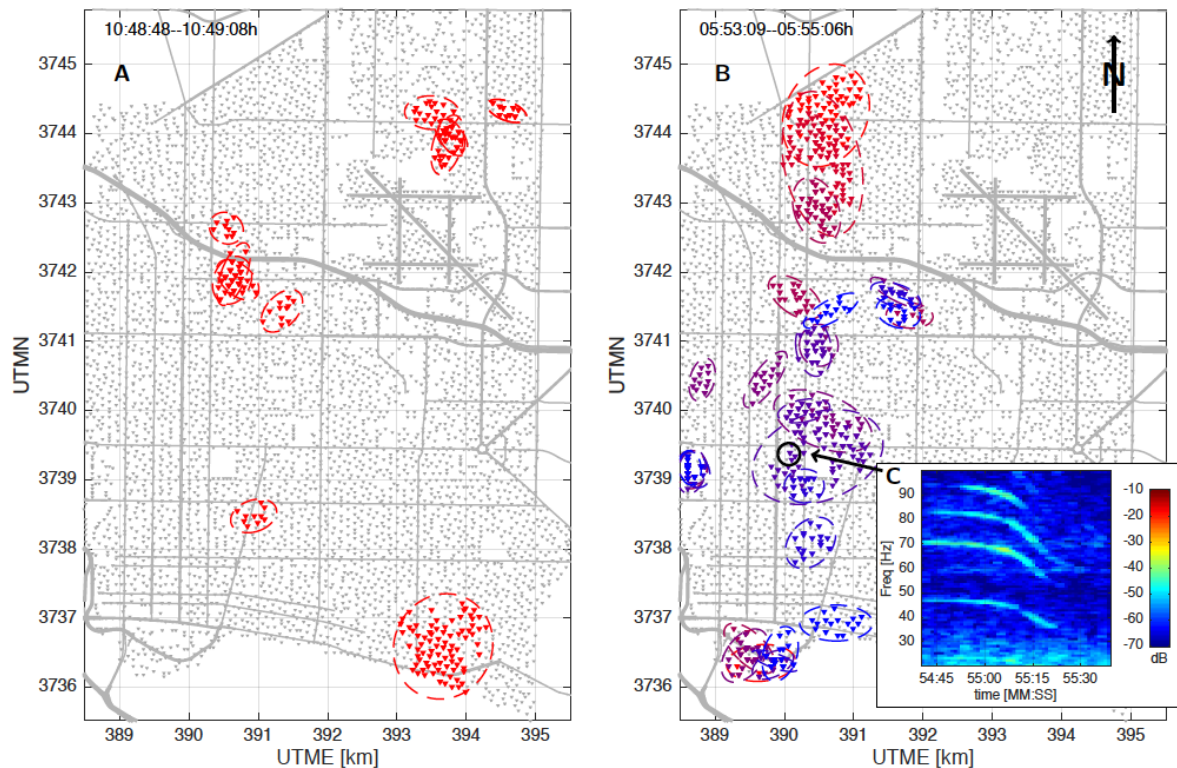 10:48:48--10:49:08h
A
3745
3744
3743
3742
3741
3740
3739
3738
3737
3736
UTMN
389 390 391 392 393 394 395
UTME [km]
05:53:09--05:55:06h
B
N
3745
3744
3743
3742
3741
3740
3739
3738
3737
3736
UTMN
389 390 391 392 393 394 395
UTME [km]
C
90
80
70
60
50
40
30
Freq [Hz]
54:45 55:00 55:15 55:30
time [MM:SS]
-10
-20
-30
-40
-50
-60
-70
dB